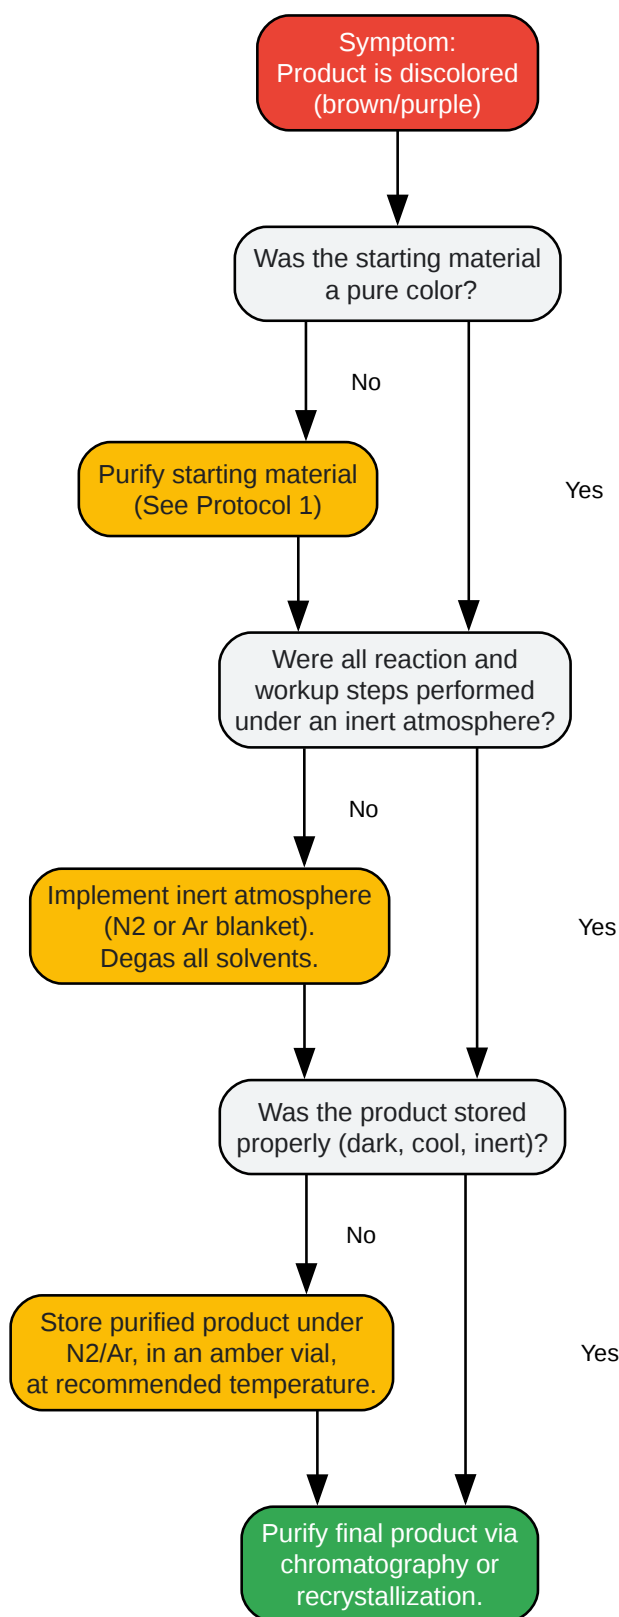 Symptom:
Product is discolored
(brown/purple)
Was the starting material
a pure color?
No
Purify starting material
(See Protocol 1)
Yes
Were all reaction and
workup steps performed
under an inert atmosphere?
No
Implement inert atmosphere
(N2 or Ar blanket).
Degas all solvents.
Yes
Was the product stored
properly (dark, cool, inert)?
No
Store purified product under
N2/Ar, in an amber vial,
at recommended temperature.
Yes
Purify final product via
chromatography or
recrystallization.